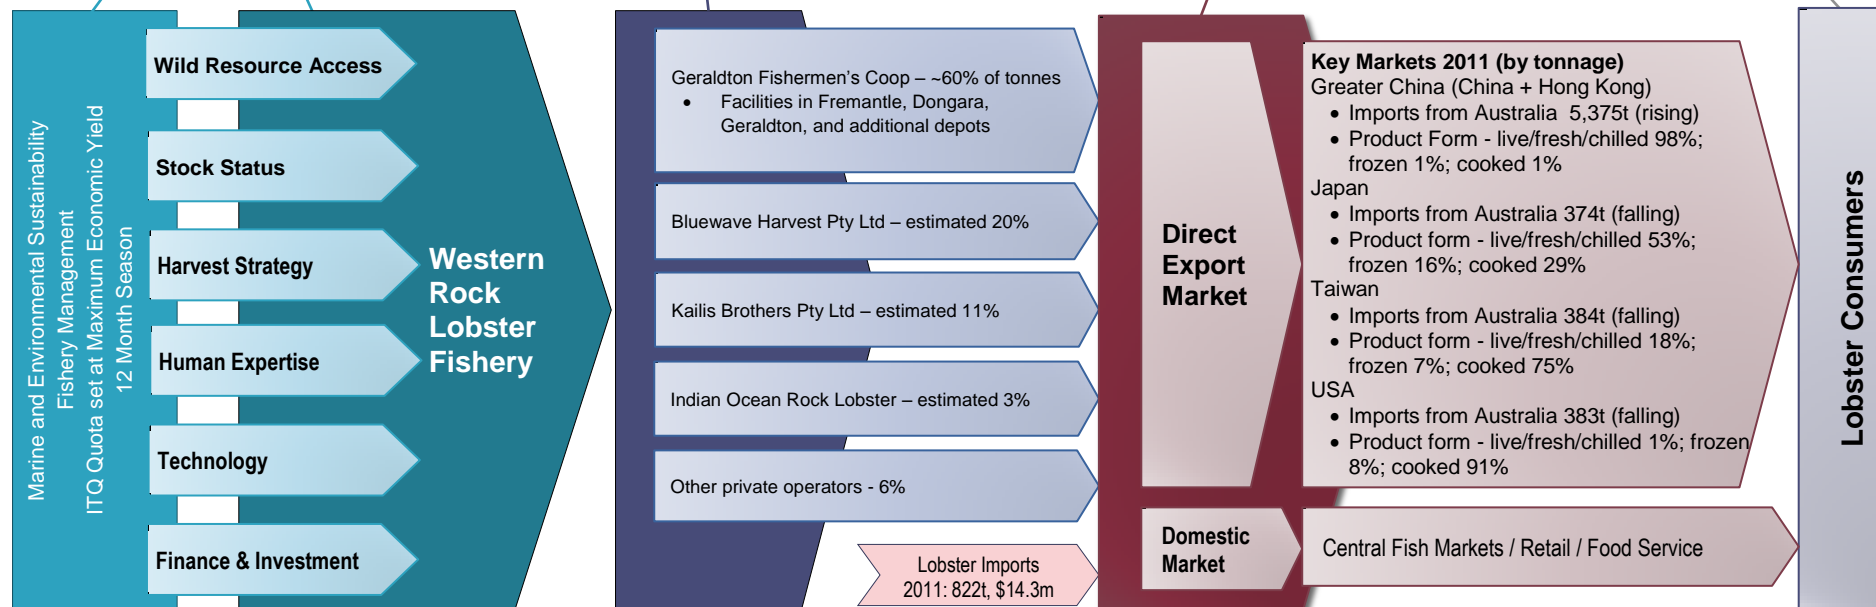 Marine and Environmental Sustainability
Fishery Management
ITQ Quota set at Maximum Economic Yield
12 Month Season
Wild Resource Access
Stock Status
Harvest Strategy
Human Expertise
Technology
Finance & Investment
Western
Rock
Lobster
Fishery
Geraldton Fishermen's Coop – ~60% of tonnes
• Facilities in Fremantle, Dongara,
Geraldton, and additional depots
Bluewave Harvest Pty Ltd – estimated 20%
Kailis Brothers Pty Ltd – estimated 11%
Indian Ocean Rock Lobster – estimated 3%
Other private operators - 6%
Lobster Imports
2011: 822t, $14.3m
Direct
Export
Market
Key Markets 2011 (by tonnage)
Greater China (China + Hong Kong)
• Imports from Australia 5,375t (rising)
• Product Form - live/fresh/chilled 98%;
frozen 1%; cooked 1%
Japan
• Imports from Australia 374t (falling)
• Product form - live/fresh/chilled 53%;
frozen 16%; cooked 29%
Taiwan
• Imports from Australia 384t (falling)
• Product form - live/fresh/chilled 18%;
frozen 7%; cooked 75%
USA
• Imports from Australia 383t (falling)
• Product form - live/fresh/chilled 1%; frozen
8%; cooked 91%
Domestic
Market
Central Fish Markets / Retail / Food Service
Lobster Consumers